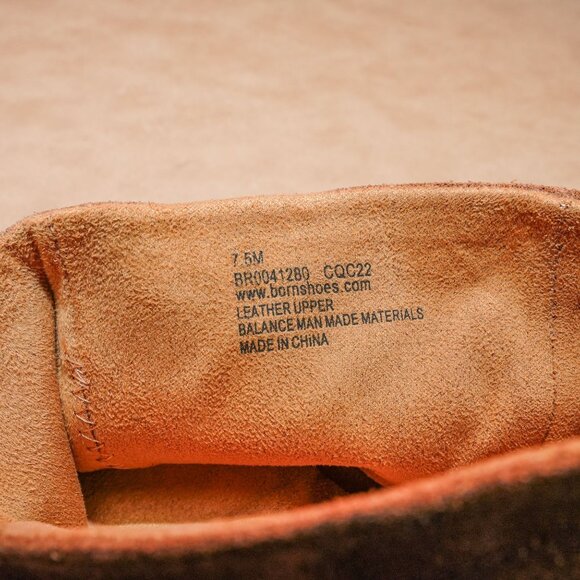 7.5M
BR0041280 CQC22
www.bornshoes.com
LEATHER UPPER
BALANCE MAN MADE MATERIALS
MADE IN CHINA